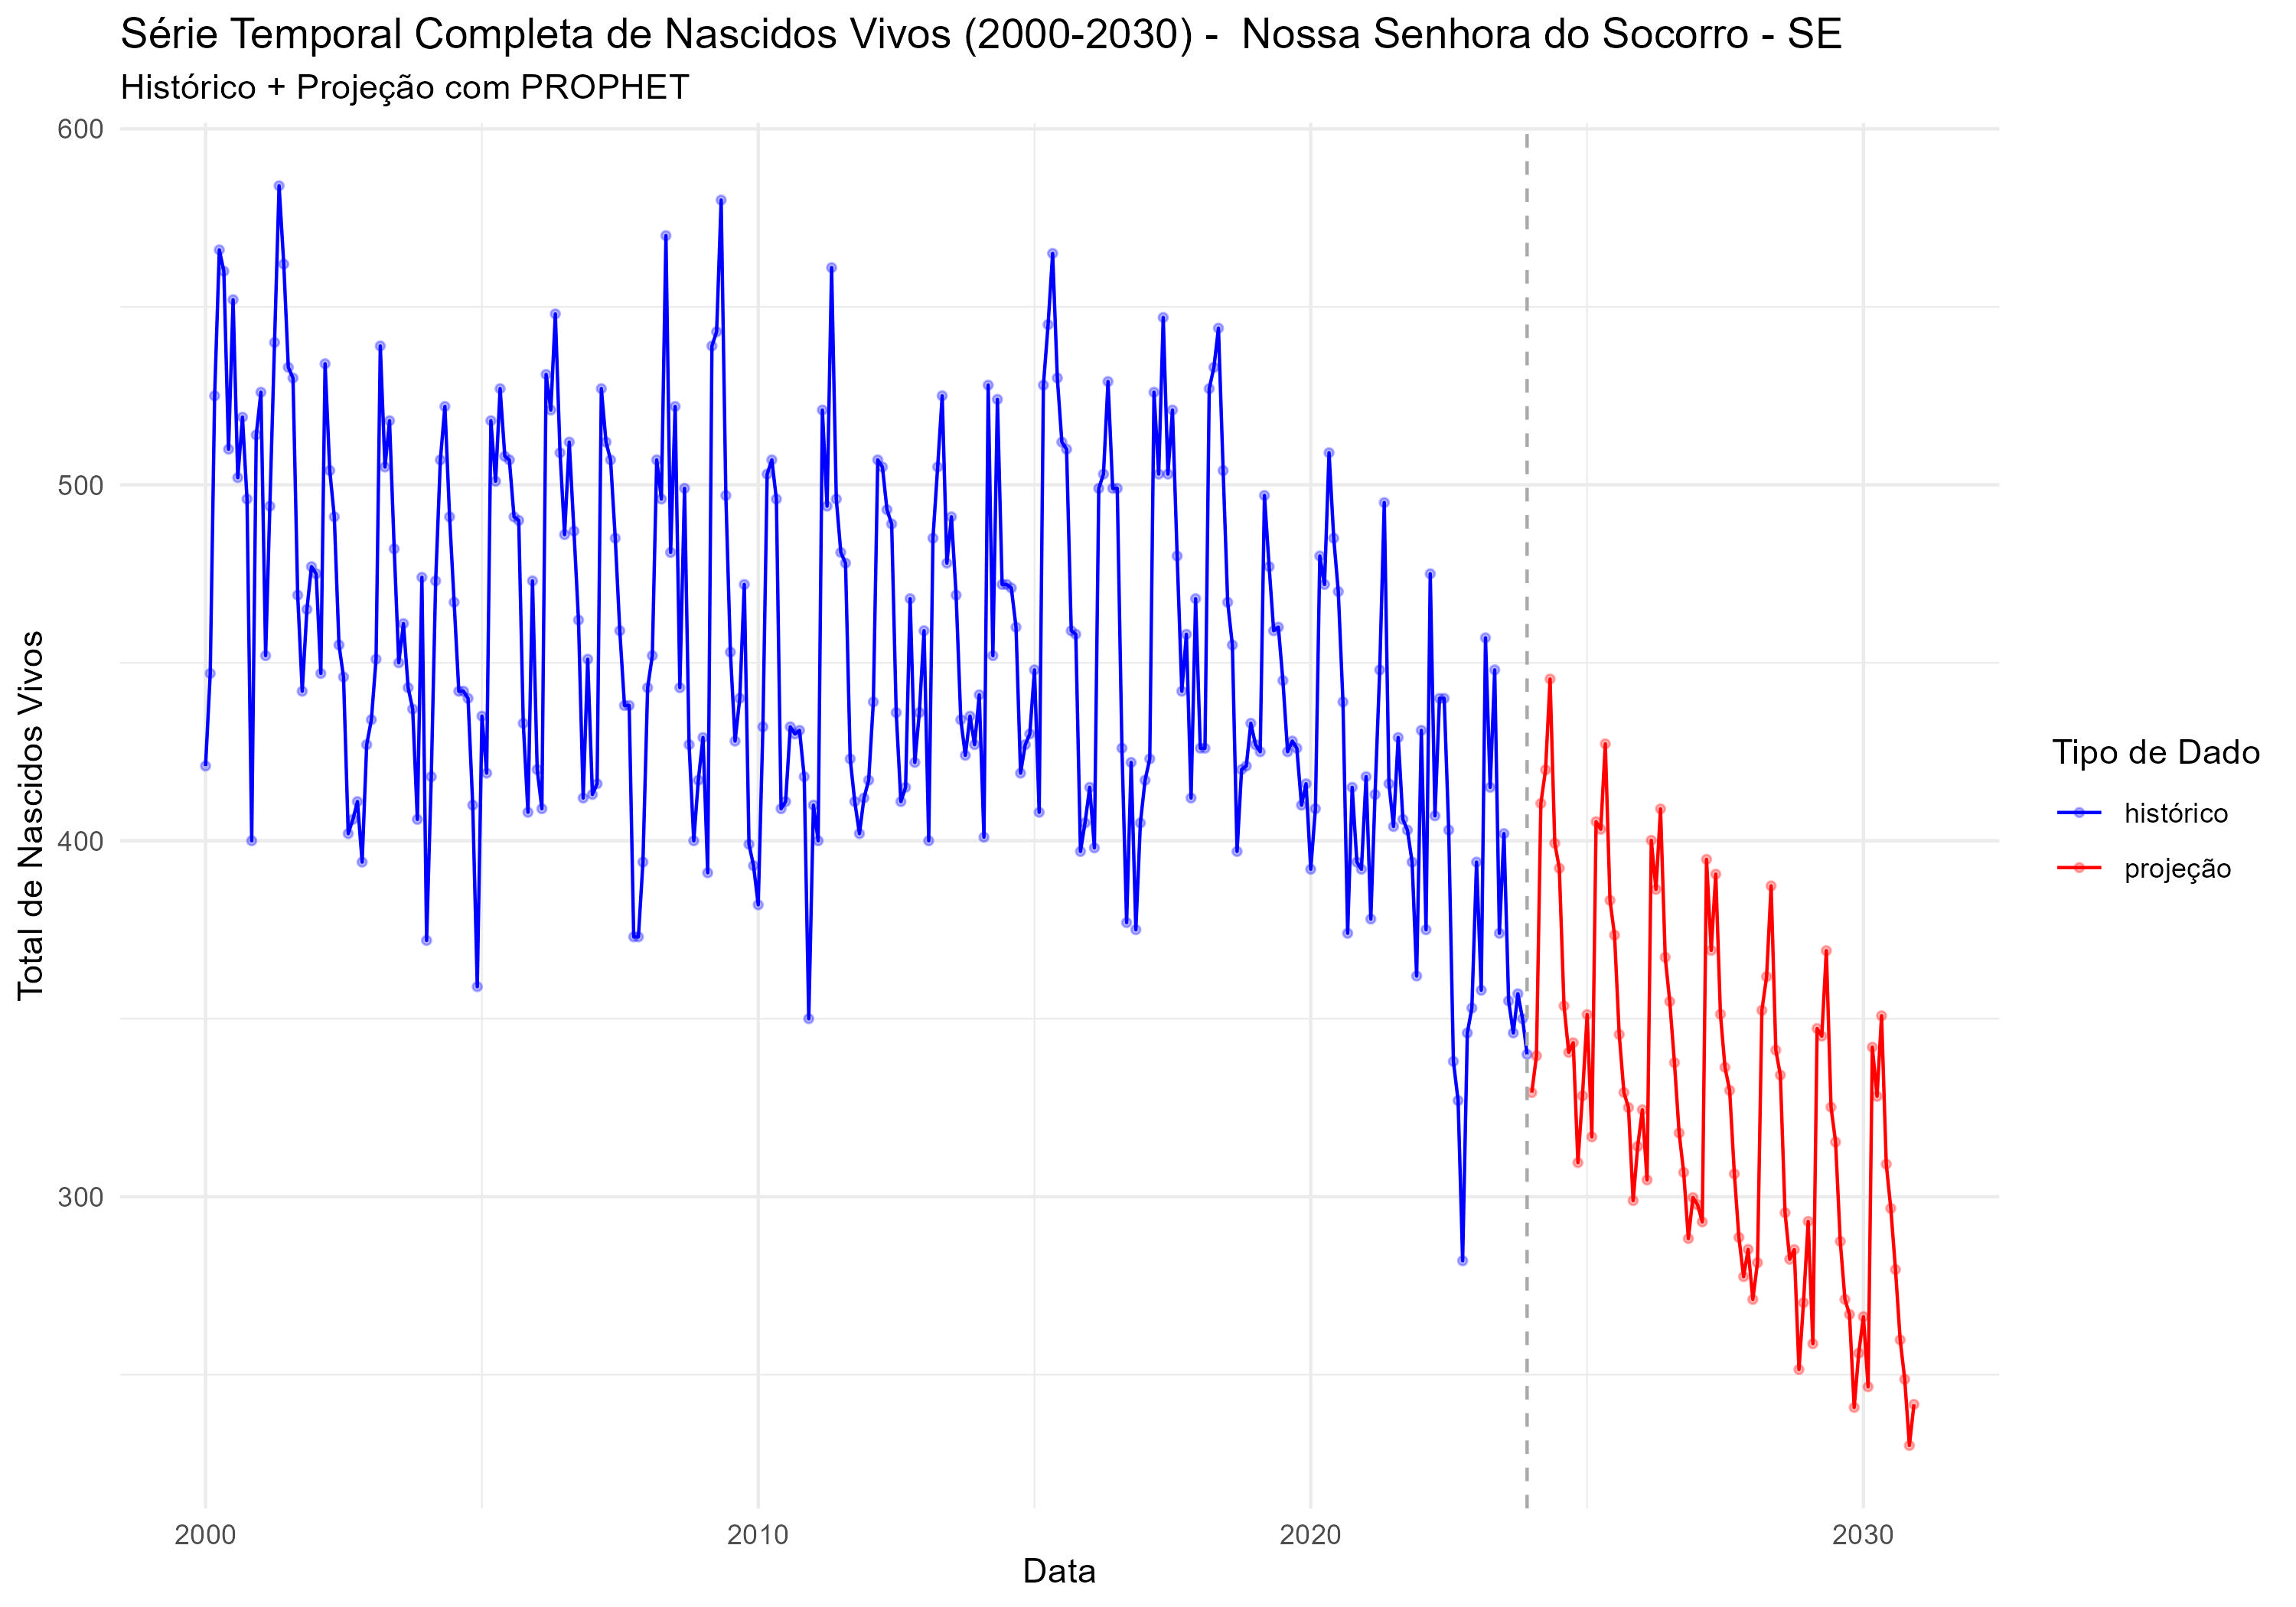 Série Temporal Completa de Nascidos Vivos (2000-2030) -  Nossa Senhora do Socorro - SE
Histórico + Projeção com PROPHET
600
500
400
300
Total de Nascidos Vivos
2000
2010
2020
2030
Data
Tipo de Dado
histórico
projeção